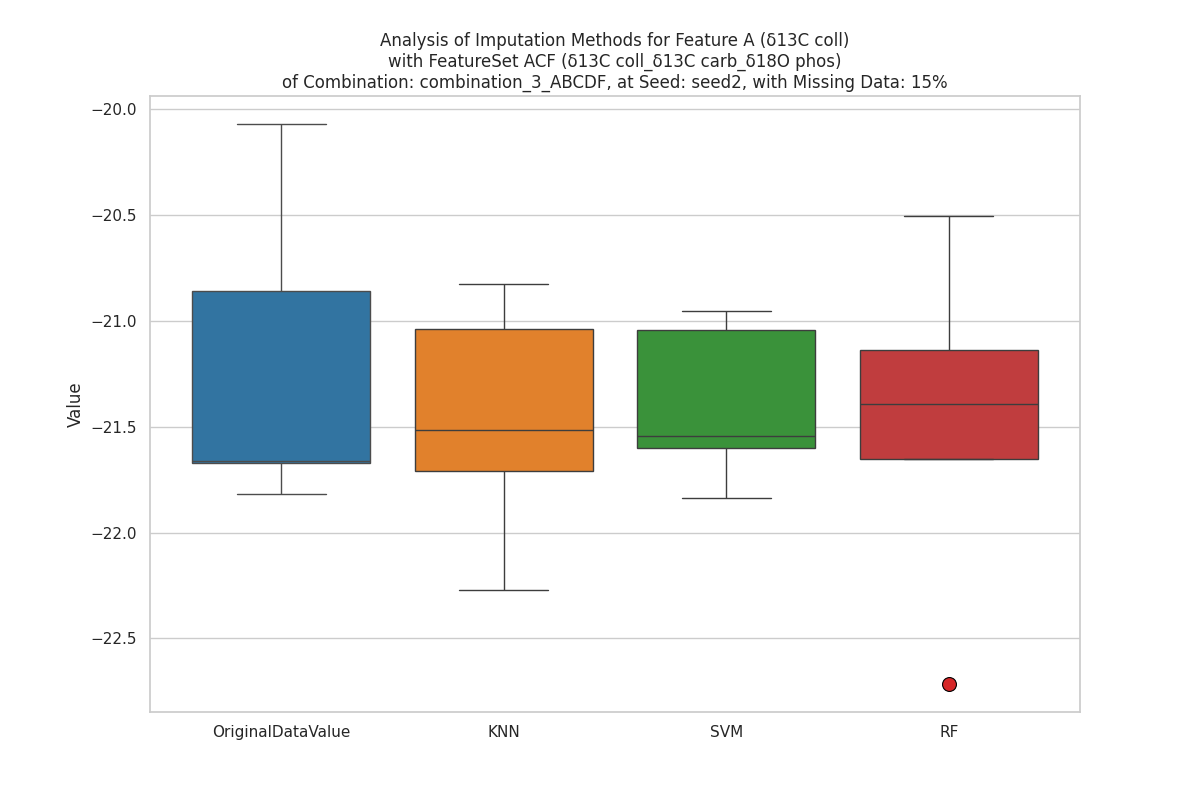 Analysis of Imputation Methods for Feature A (δ13C coll)
with FeatureSet ACF (δ13C coll_δ13C carb_δ18O phos)
of Combination: combination_3_ABCDF, at Seed: seed2, with Missing Data: 15%
−20.0
−20.5
−21.0
−21.5
−22.0
−22.5
Value
OriginalDataValue
KNN
SVM
RF